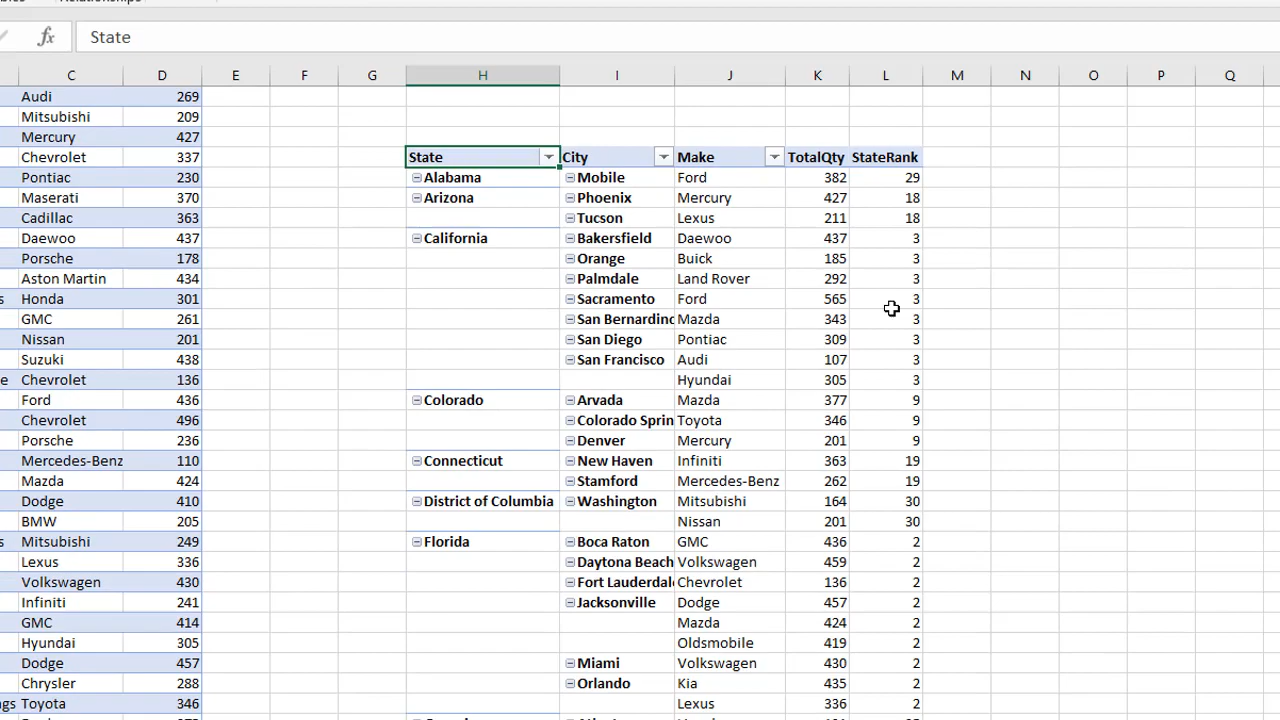 Relationships
fx State
C D E F G H I J K L M N O P Q
Audi 269
Mitsubishi 209
Mercury 427
Chevrolet 337 State City Make TotalQty StateRank
Pontiac 230 Alabama Mobile Ford 382 29
Maserati 370 Arizona Phoenix Mercury 427 18
Cadillac 363 Tucson Lexus 211 18
Daewoo 437 California Bakersfield Daewoo 437 3
Porsche 178 Orange Buick 185 3
Aston Martin 434 Palmdale Land Rover 292 3
Honda 301 Sacramento Ford 565 3
GMC 261 San Bernardino Mazda 343 3
Nissan 201 San Diego Pontiac 309 3
Suzuki 438 San Francisco Audi 107 3
e Chevrolet 136 Hyundai 305 3
Ford 436 Colorado Arvada Mazda 377 9
Chevrolet 496 Colorado Sprin Toyota 346 9
Porsche 236 Denver Mercury 201 9
Mercedes-Benz 110 Connecticut New Haven Infiniti 363 19
Mazda 424 Stamford Mercedes-Benz 262 19
Dodge 410 District of Columbia Washington Mitsubishi 164 30
BMW 205 Nissan 201 30
s Mitsubishi 249 Florida Boca Raton GMC 436 2
Lexus 336 Daytona Beach Volkswagen 459 2
Volkswagen 430 Fort Lauderdal Chevrolet 136 2
Infiniti 241 Jacksonville Dodge 457 2
GMC 414 Mazda 424 2
Hyundai 305 Oldsmobile 419 2
Dodge 457 Miami Volkswagen 430 2
Chrysler 288 Orlando Kia 435 2
gs Toyota 346 Lexus 336 2